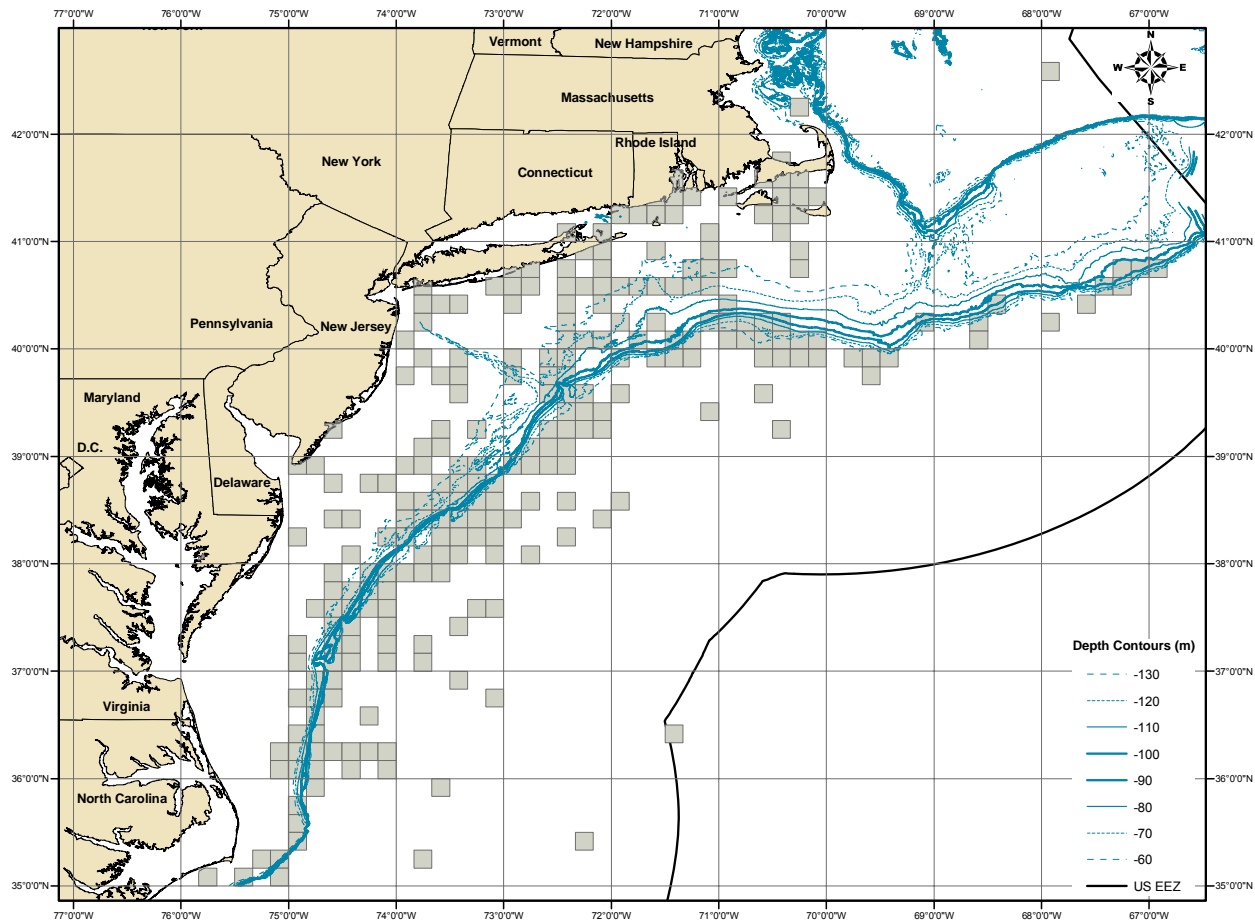 77°0'0"W 76°0'0"W 75°0'0"W 74°0'0"W 73°0'0"W 72°0'0"W 71°0'0"W 70°0'0"W 69°0'0"W 68°0'0"W 67°0'0"W
Vermont
New Hampshire
N
W E
S
Massachusetts
42°0'0"N 42°0'0"N
Rhode Island
New York
Connecticut
41°0'0"N 41°0'0"N
Pennsylvania
New Jersey
40°0'0"N 40°0'0"N
Maryland
D.C.
39°0'0"N 39°0'0"N
Delaware
38°0'0"N 38°0'0"N
Depth Contours (m)
37°0'0"N 37°0'0"N
-130
-120
Virginia
-110
-100
36°0'0"N 36°0'0"N
-90
North Carolina
-80
-70
-60
35°0'0"N 35°0'0"N
US EEZ
77°0'0"W 76°0'0"W 75°0'0"W 74°0'0"W 73°0'0"W 72°0'0"W 71°0'0"W 70°0'0"W 69°0'0"W 68°0'0"W 67°0'0"W